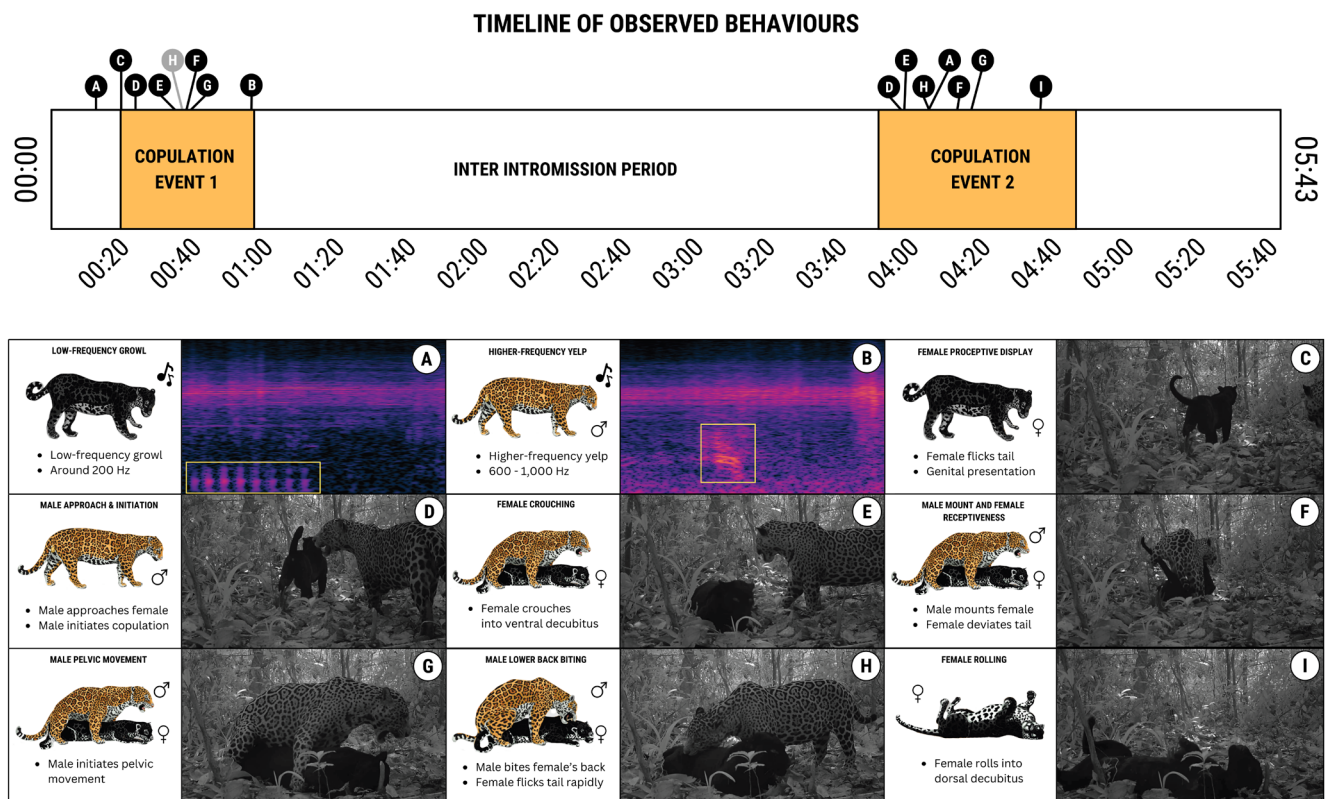 TIMELINE OF OBSERVED BEHAVIOURS
A
C
D
E
H
F
G
B
D
E
H
A
F
G
I
00:00
COPULATION
EVENT 1
INTER INTROMISSION PERIOD
COPULATION
EVENT 2
05:43
00:20
00:40
01:00
01:20
01:40
02:00
02:20
02:40
03:00
03:20
03:40
04:00
04:20
04:40
05:00
05:20
05:40
LOW-FREQUENCY GROWL
A
• Low-frequency growl
• Around 200 Hz
HIGHER-FREQUENCY YELP
B
♂
• Higher-frequency yelp
• 600 - 1,000 Hz
FEMALE PROCEPTIVE DISPLAY
C
♀
• Female flicks tail
• Genital presentation
MALE APPROACH & INITIATION
D
♂
• Male approaches female
• Male initiates copulation
FEMALE CROUCHING
E
♀
• Female crouches
into ventral decubitus
MALE MOUNT AND FEMALE
RECEPTIVENESS
F
♂
♀
• Male mounts female
• Female deviates tail
MALE PELVIC MOVEMENT
G
♂
♀
• Male initiates pelvic
movement
MALE LOWER BACK BITING
H
♂
♀
• Male bites female's back
• Female flicks tail rapidly
FEMALE ROLLING
I
♀
• Female rolls into
dorsal decubitus